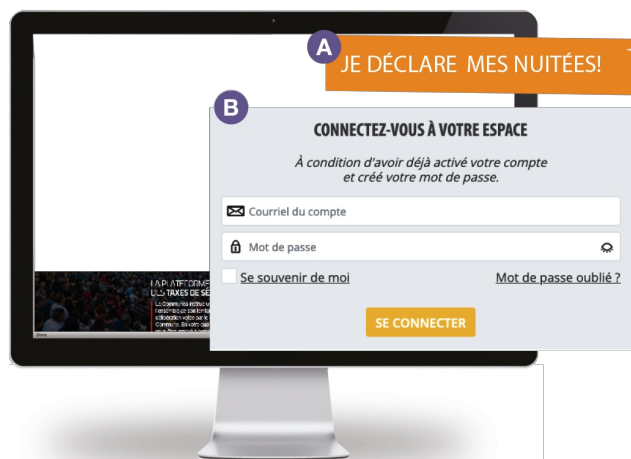 A
JE DÉCLARE MES NUITÉES!
B
CONNECTEZ-VOUS À VOTRE ESPACE
À condition d'avoir déjà activé votre compte
et créé votre mot de passe.
Courriel du compte
Mot de passe
Se souvenir de moi
Mot de passe oublié ?
SE CONNECTER
LA PLATEFORME
DES TAXES DE SÉ